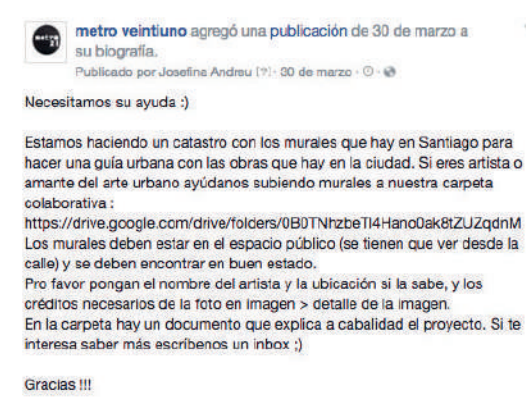 metro 21
metro veintiuno agregó una publicación de 30 de marzo a
su biografía.
Publicado por Josefina Andreu [?] · 30 de marzo ·
Necesitamos su ayuda :)
Estamos haciendo un catastro con los murales que hay en Santiago para
hacer una guía urbana con las obras que hay en la ciudad. Si eres artista o
amante del arte urbano ayúdanos subiendo murales a nuestra carpeta
colaborativa :
https://drive.google.com/drive/folders/0B0TNhzbeTl4Hano0ak8tZUZqdnM
Los murales deben estar en el espacio público (se tienen que ver desde la
calle) y se deben encontrar en buen estado.
Pro favor pongan el nombre del artista y la ubicación si la sabe, y los
créditos necesarios de la foto en imagen > detalle de la imagen.
En la carpeta hay un documento que explica a cabalidad el proyecto. Si te
interesa saber más escríbenos un inbox ;)
Gracias !!!